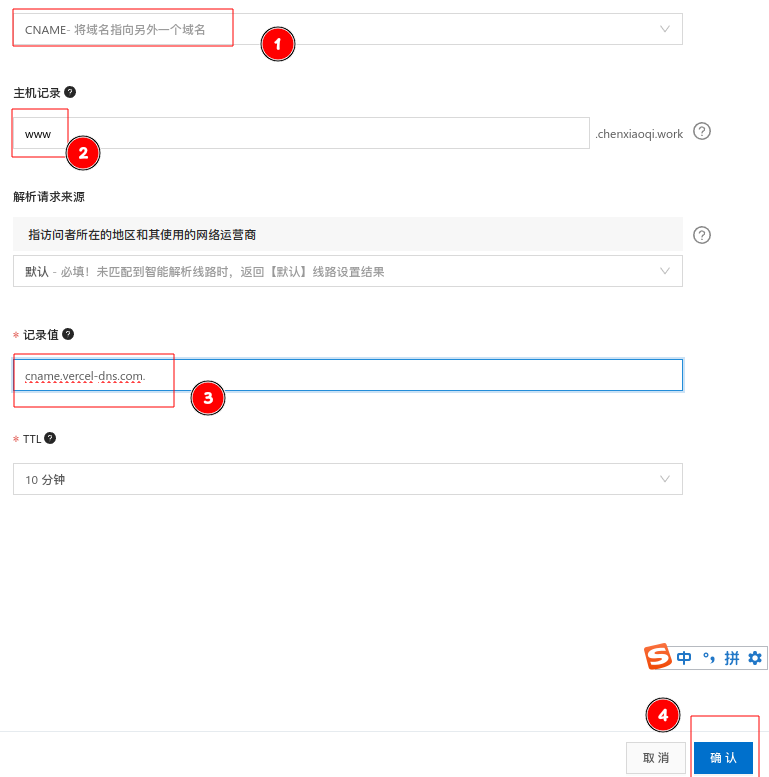 CNAME- 将域名指向另外一个域名
1
主机记录 ?
www
.chenxiaoqi.work ?
2
解析请求来源
指访问者所在的地区和其使用的网络运营商 ?
默认 - 必填！未匹配到智能解析线路时，返回【默认】线路设置结果
* 记录值 ?
cname.vercel-dns.com.
3
* TTL ?
10 分钟
S 中 °, 拼
4
取 消
确 认